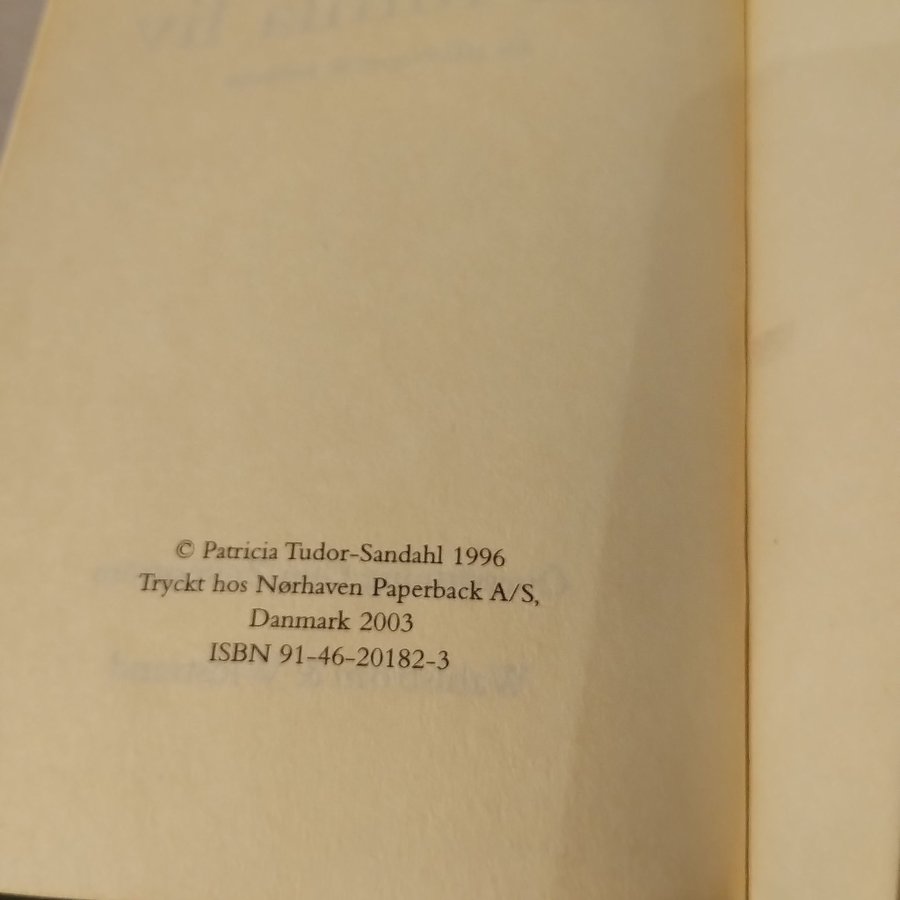 © Patricia Tudor-Sandahl 1996
Tryckt hos Nørhaven Paperback A/S,
Danmark 2003
ISBN 91-46-20182-3